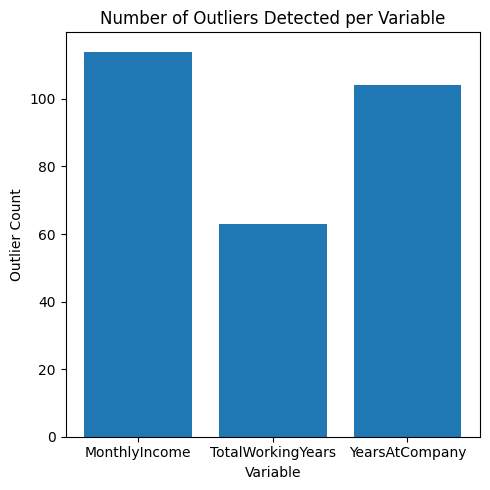 Number of Outliers Detected per Variable
Outlier Count
100
80
60
40
20
0
MonthlyIncome TotalWorkingYears YearsAtCompany
Variable